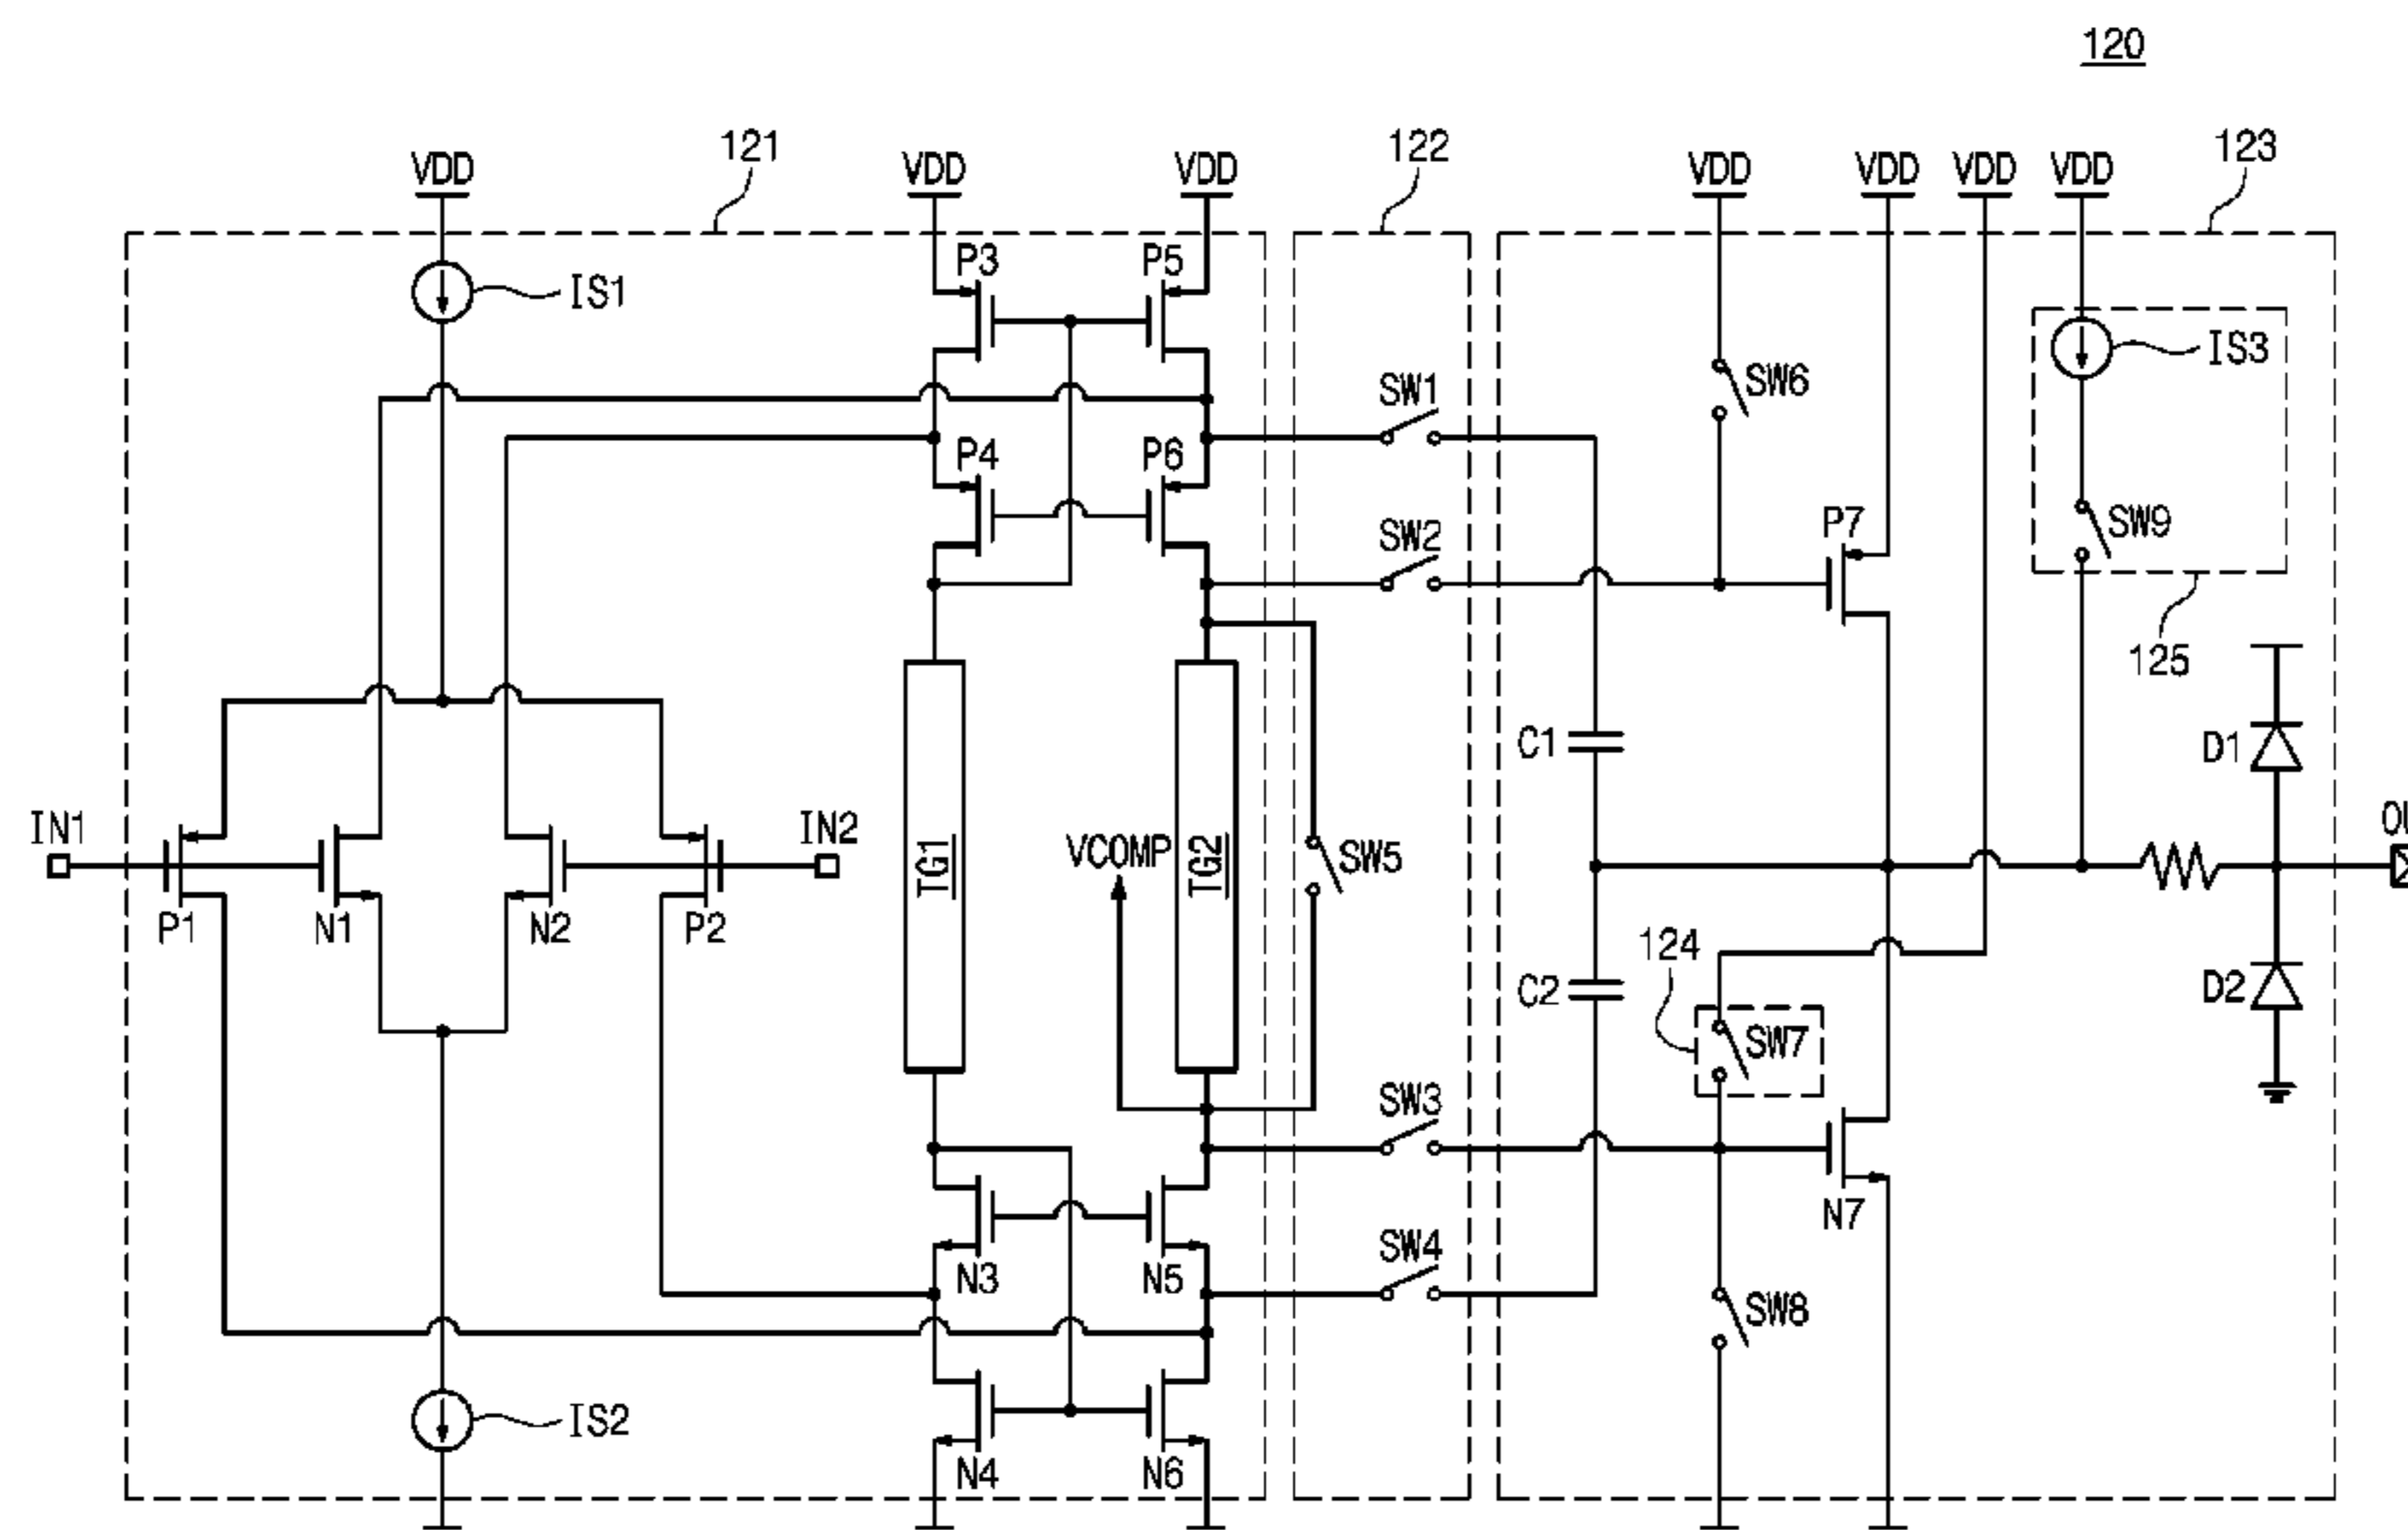 120
121
122
123
VDD
VDD
VDD
VDD
VDD
VDD
VDD
P3
P5
IS1
IS3
SW1
SW6
P4
P6
SW2
P7
SW9
125
C1
D1
IN1
IN2
VCOMP
TG1
TG2
SW5
P1
N1
N2
P2
124
C2
D2
SW7
SW3
N7
SW4
N3
N5
SW8
IS2
N4
N6